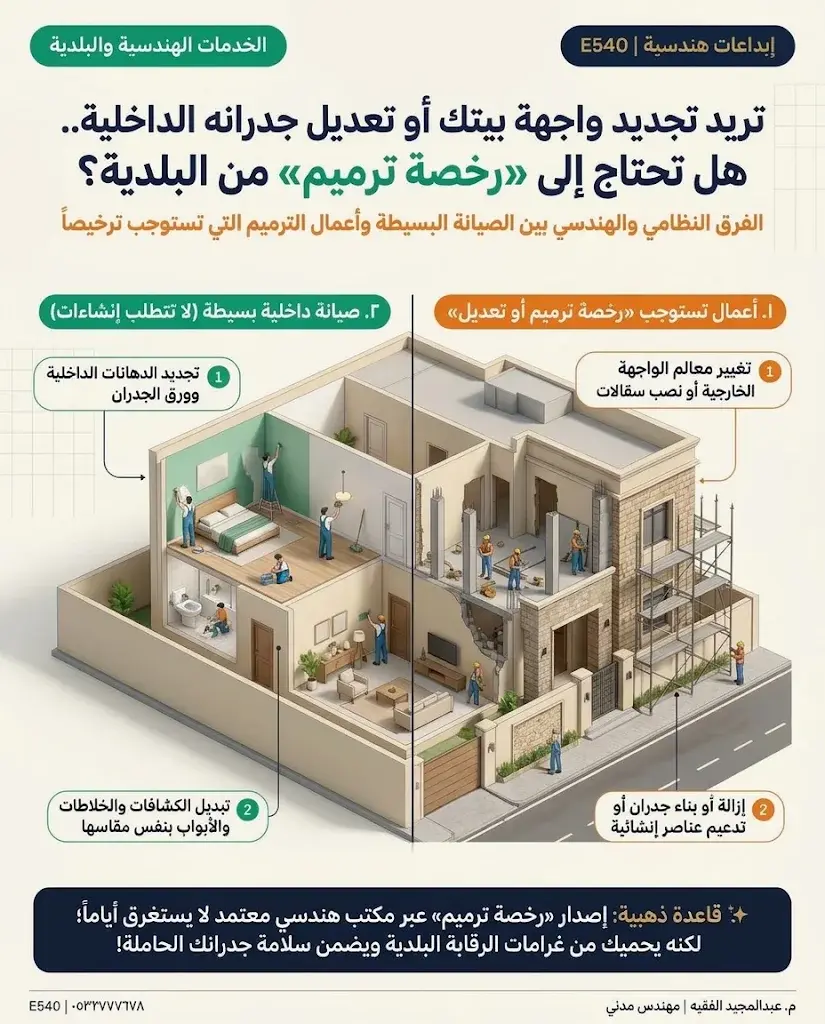 إبداعات هندسية | E540
الخدمات الهندسية والبلدية
تريد تجديد واجهة بيتك أو تعديل جدرانه الداخلية..
هل تحتاج إلى «رخصة ترميم» من البلدية؟
الفرق النظامي والهندسي بين الصيانة البسيطة وأعمال الترميم التي تستوجب ترخيصاً
١. أعمال تستوجب «رخصة ترميم أو تعديل»
٢. صيانة داخلية بسيطة (لا تتطلب إنشاءات)
1 تغيير معالم الواجهة
الخارجية أو نصب سقالات
1 تجديد الدهانات الداخلية
وورق الجدران
2 إزالة أو بناء جدران أو
تدعيم عناصر إنشائية
2 تبديل الكشافات والخلاطات
والأبواب بنفس مقاسها
قاعدة ذهبية: إصدار «رخصة ترميم» عبر مكتب هندسي معتمد لا يستغرق أياماً؛
لكنه يحميك من غرامات الرقابة البلدية ويضمن سلامة جدرانك الحاملة!
م. عبدالمجيد الفقيه | مهندس مدني
E540 | ٠٥٣٢٧٧٧٦٧٨